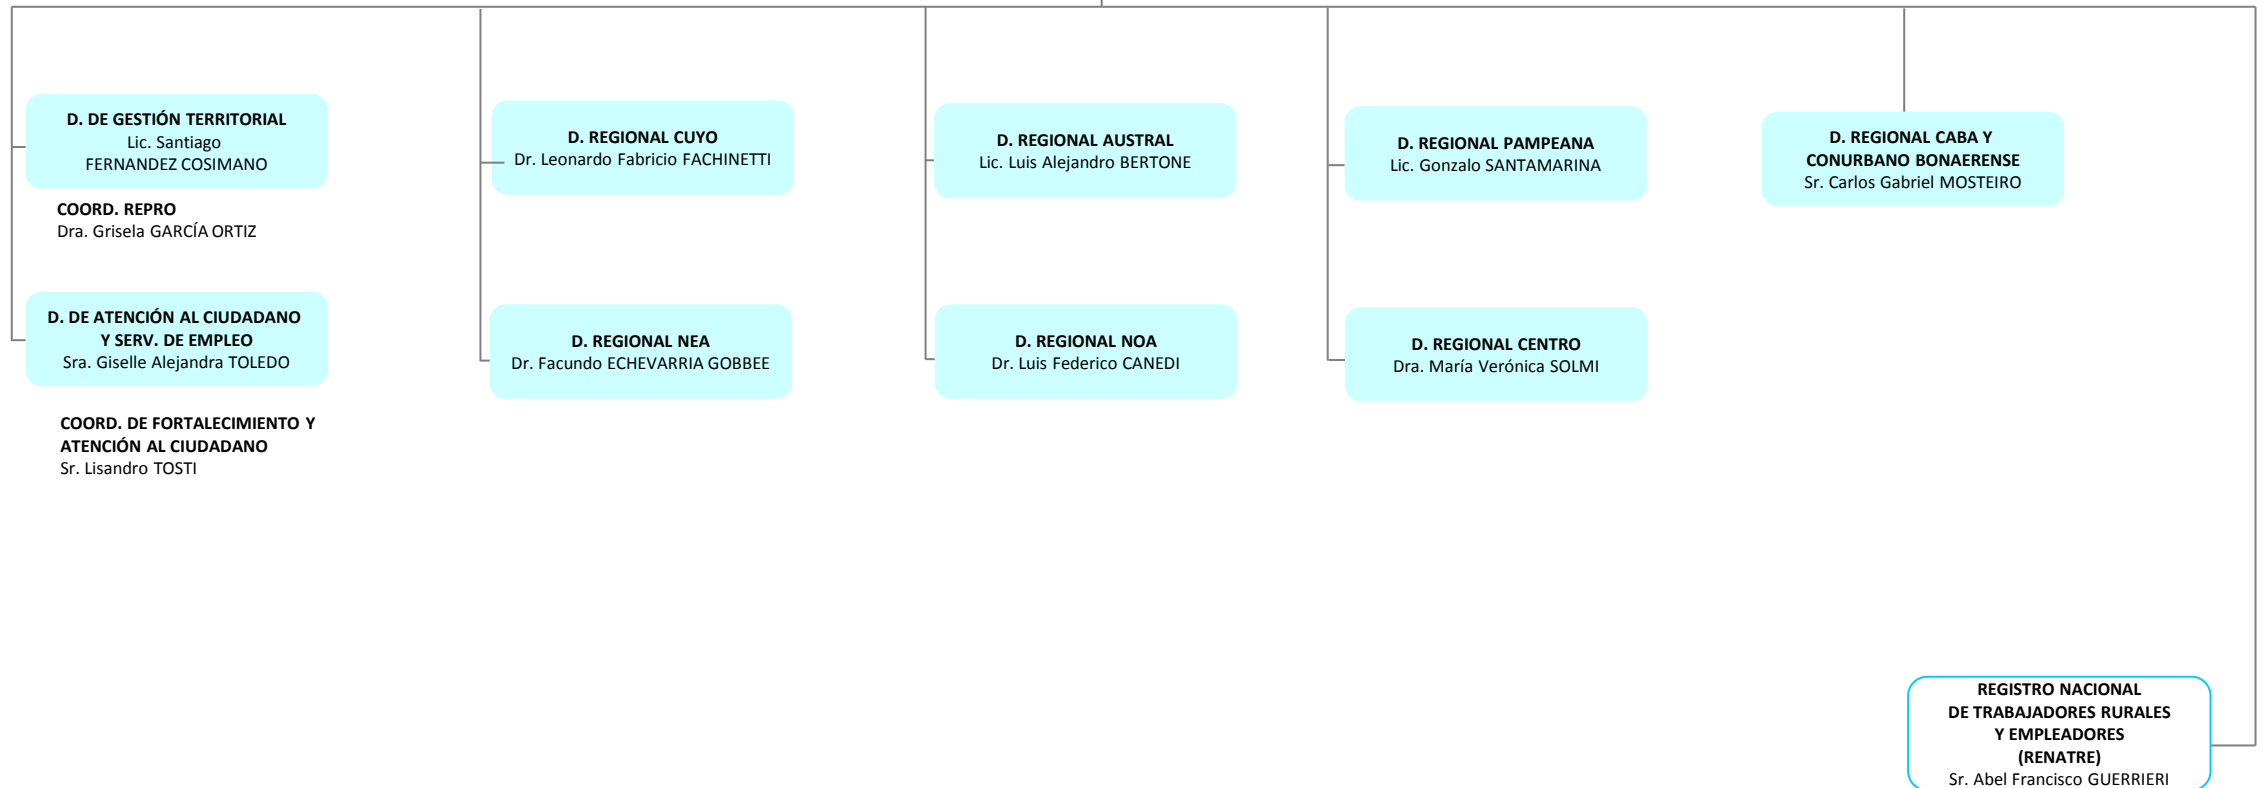 D. DE GESTIÓN TERRITORIAL
Lic. Santiago
FERNANDEZ COSIMANO
COORD. REPRO
Dra. Grisela GARCÍA ORTIZ
D. DE ATENCIÓN AL CIUDADANO
Y SERV. DE EMPLEO
Sra. Giselle Alejandra TOLEDO
COORD. DE FORTALECIMIENTO Y
ATENCIÓN AL CIUDADANO
Sr. Lisandro TOSTI
D. REGIONAL CUYO
Dr. Leonardo Fabricio FACHINETTI
D. REGIONAL NEA
Dr. Facundo ECHEVARRIA GOBBEE
D. REGIONAL AUSTRAL
Lic. Luis Alejandro BERTONE
D. REGIONAL NOA
Dr. Luis Federico CANEDI
D. REGIONAL PAMPEANA
Lic. Gonzalo SANTAMARINA
D. REGIONAL CENTRO
Dra. María Verónica SOLMI
D. REGIONAL CABA Y
CONURBANO BONAERENSE
Sr. Carlos Gabriel MOSTEIRO
REGISTRO NACIONAL
DE TRABAJADORES RURALES
Y EMPLEADORES
(RENATRE)
Sr. Abel Francisco GUERRIERI